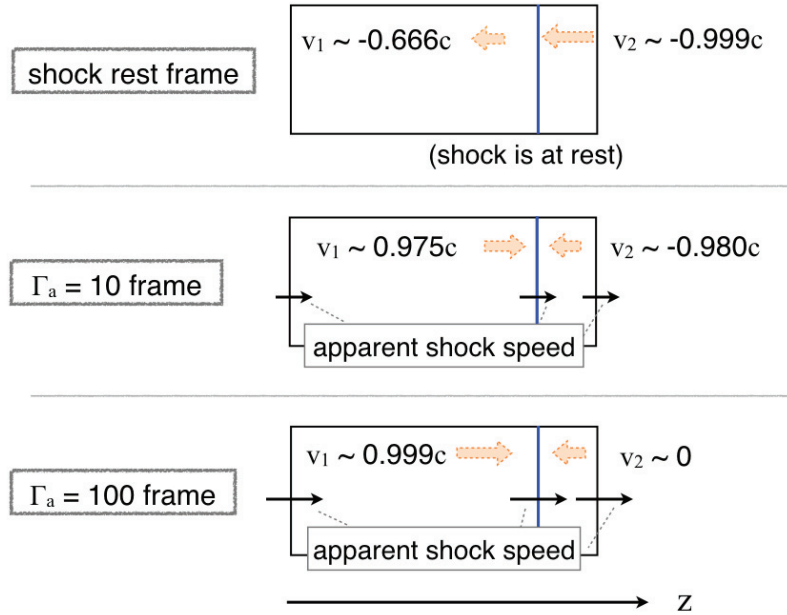 v₁ ~ -0.666c
v₂ ~ -0.999c
shock rest frame
(shock is at rest)
v₁ ~ 0.975c
v₂ ~ -0.980c
Γₐ = 10 frame
apparent shock speed
v₁ ~ 0.999c
v₂ ~ 0
Γₐ = 100 frame
apparent shock speed
z